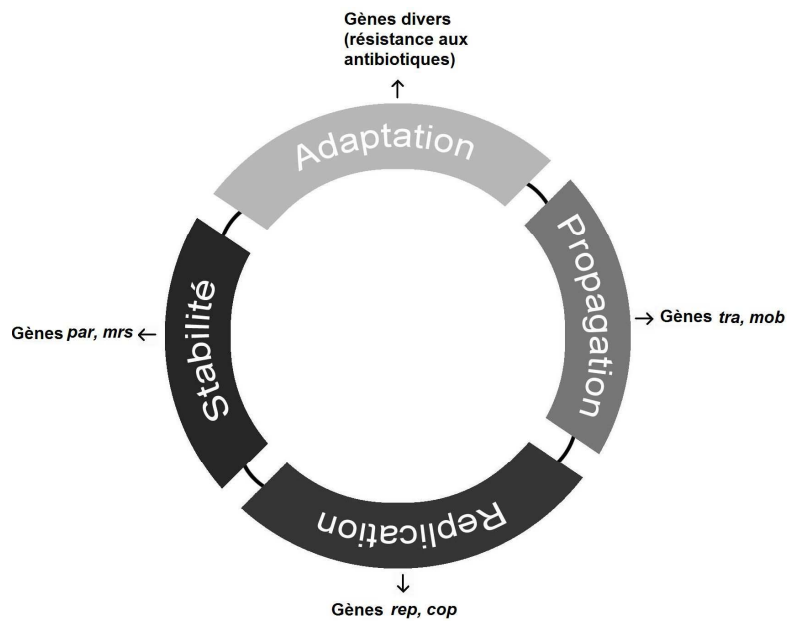 Gènes divers
(résistance aux
antibiotiques)
Adaptation
Propagation
Gènes tra, mob
Stabilité
Gènes par, mrs
Replication
Gènes rep, cop